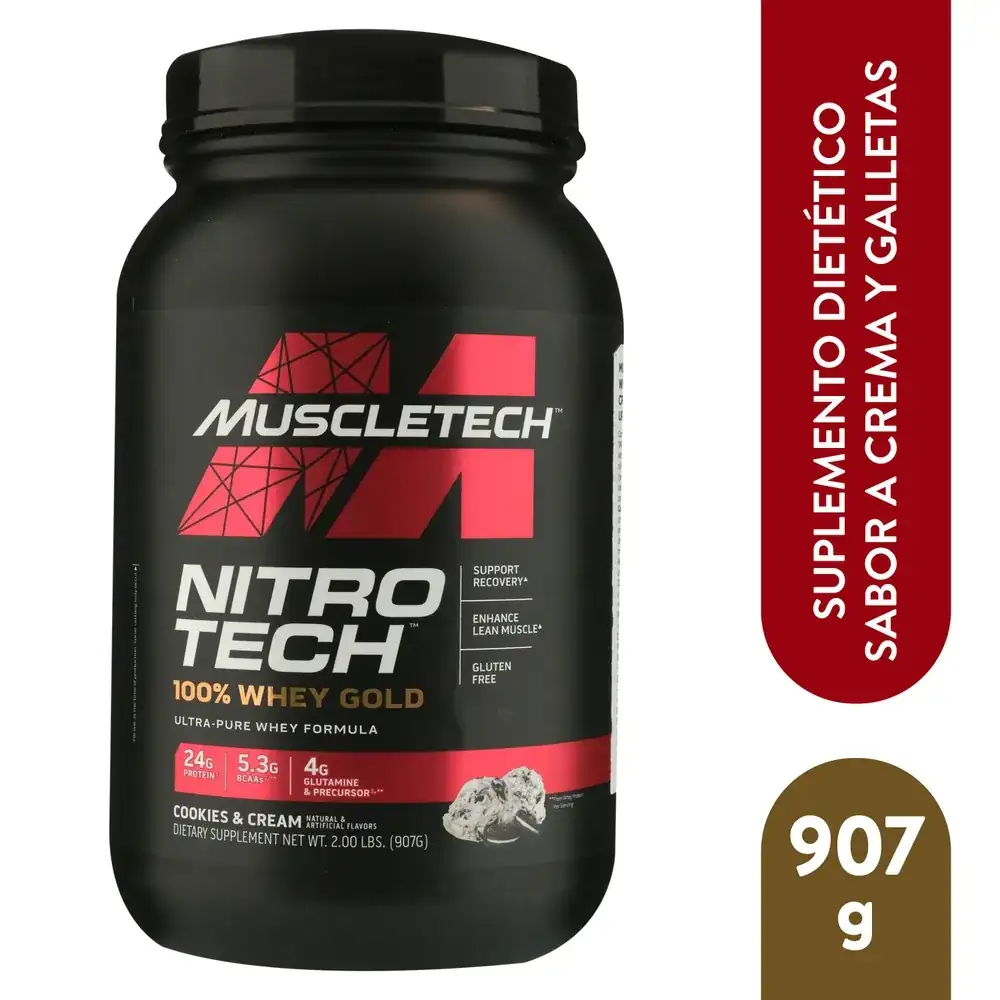 MUSCLETECH™
NITRO
TECH™
100% WHEY GOLD
ULTRA-PURE WHEY FORMULA
SUPPORT
RECOVERY▲
ENHANCE
LEAN MUSCLE▲
GLUTEN
FREE
24G
PROTEIN
5.3G
BCAAs
4G
GLUTAMINE
& PRECURSOR
COOKIES & CREAM NATURAL &
ARTIFICIAL FLAVORS
DIETARY SUPPLEMENT NET WT. 2.00 LBS. (907G)
SUPLEMENTO DIETÉTICO
SABOR A CREMA Y GALLETAS
907
g